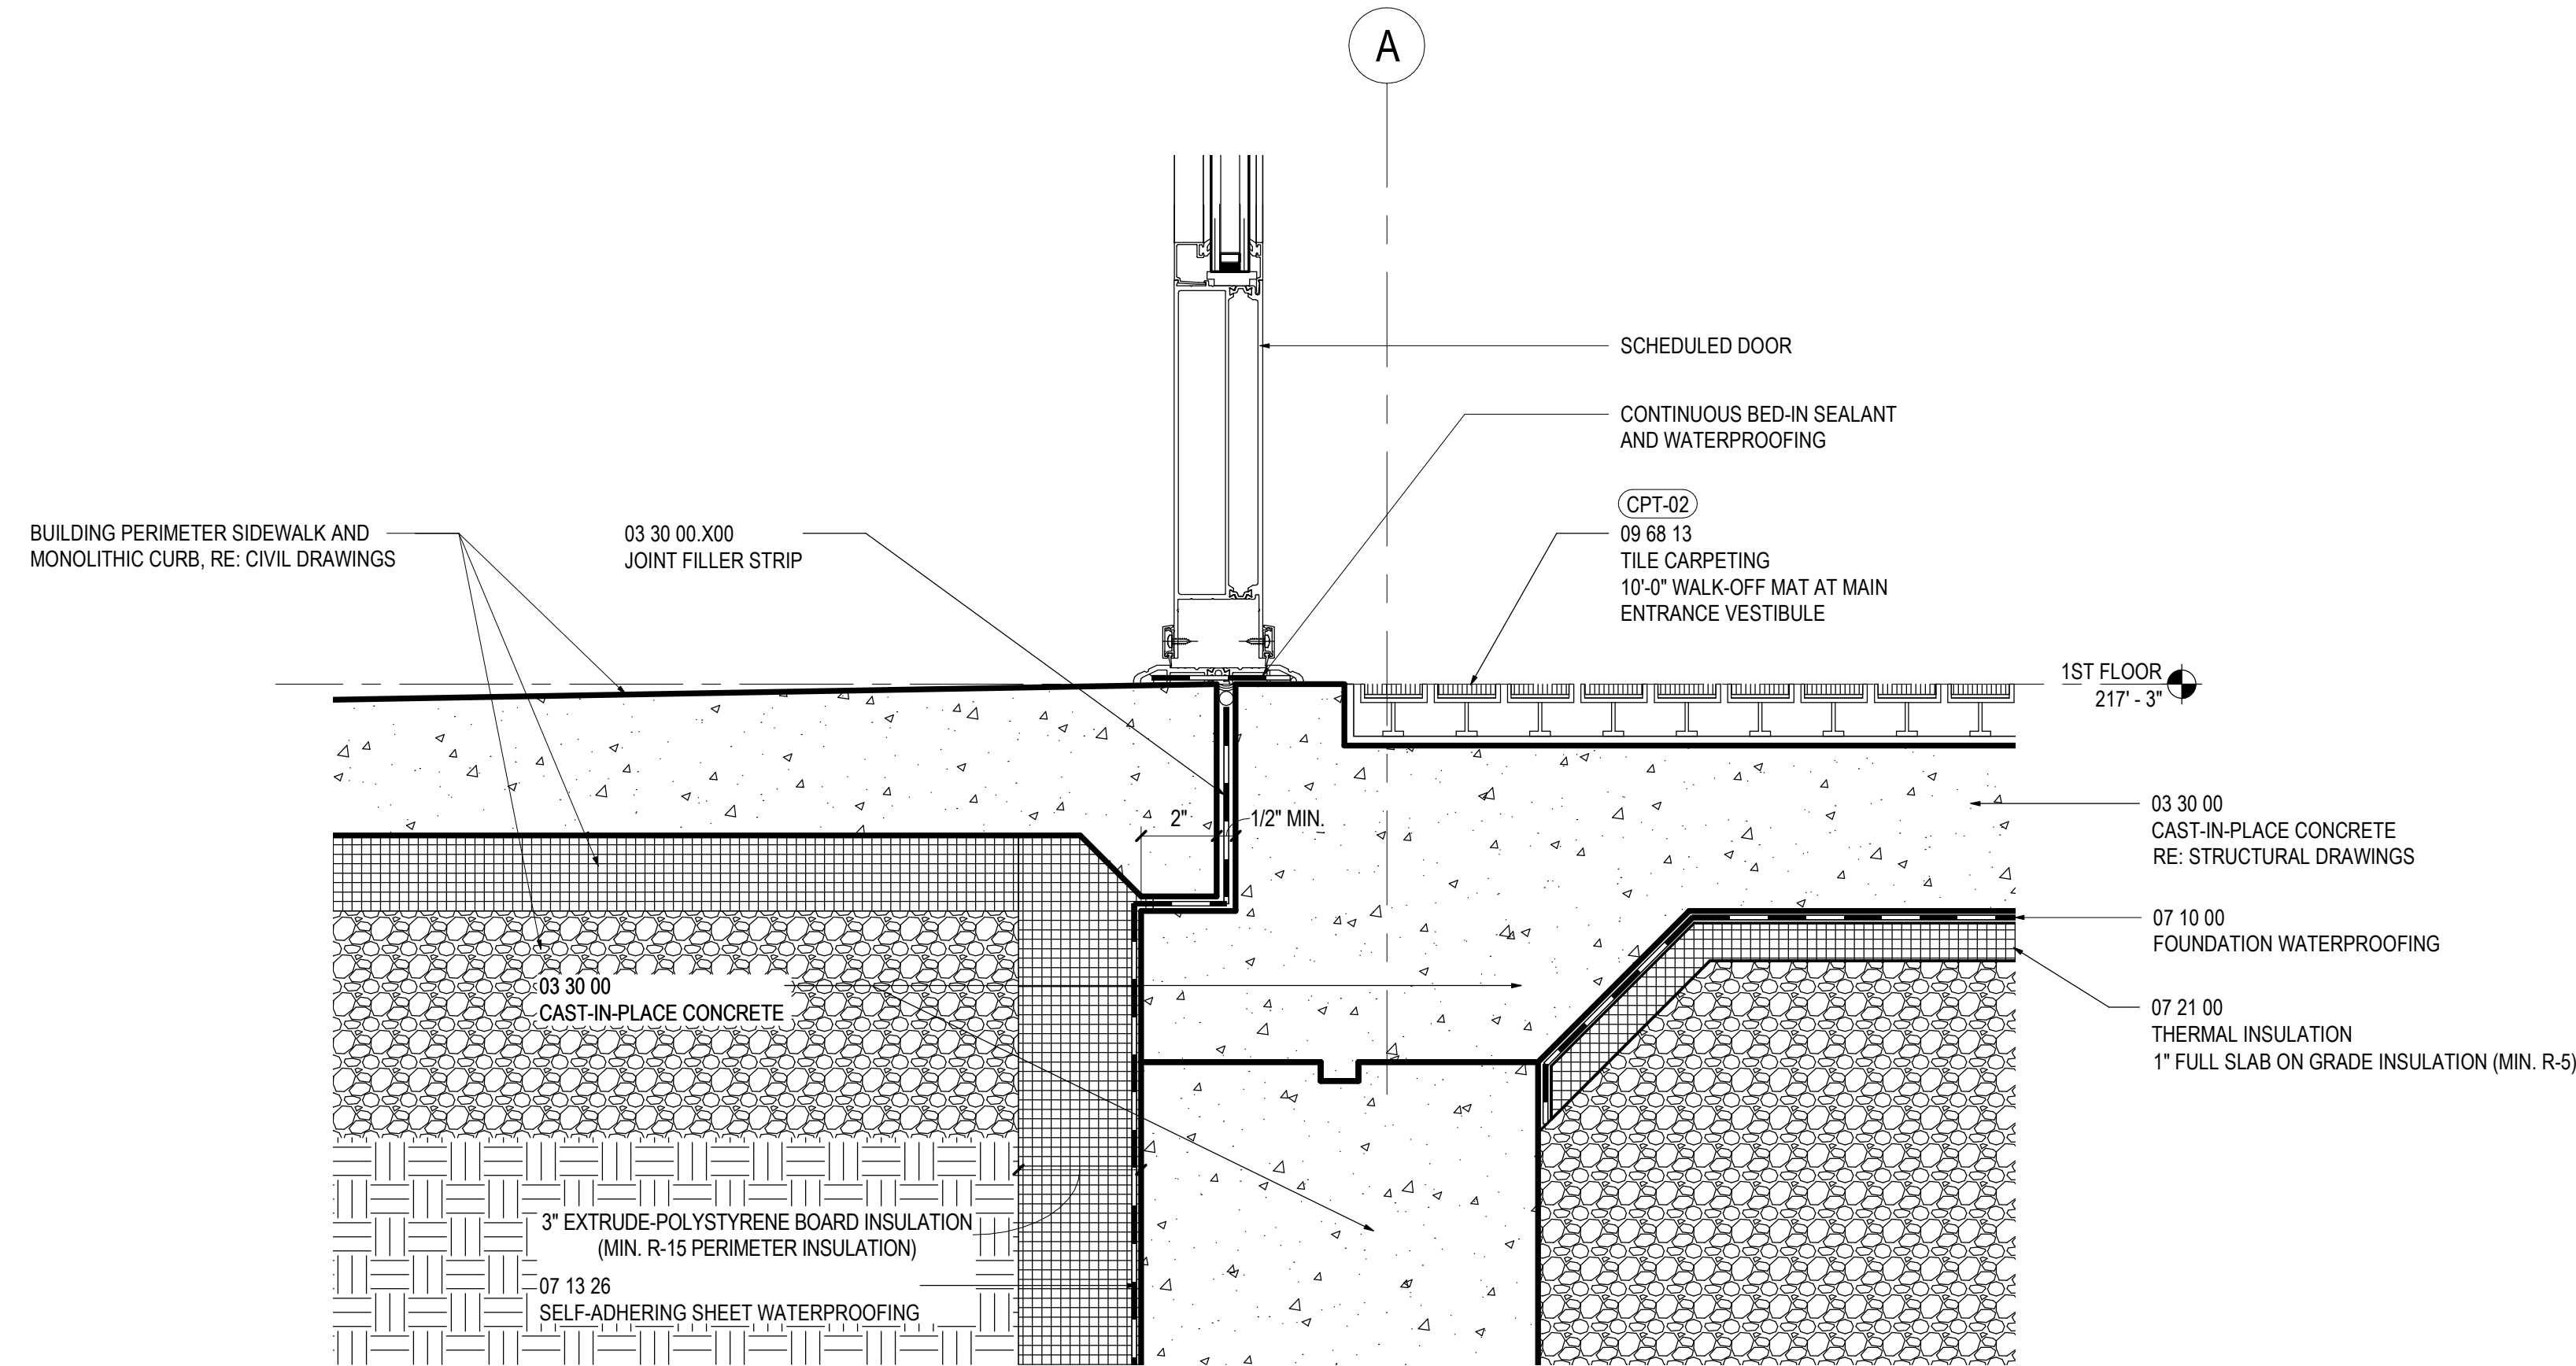 A
SCHEDULED DOOR
CONTINUOUS BED-IN SEALANT
AND WATERPROOFING
CPT-02
09 68 13
TILE CARPETING
10'-0" WALK-OFF MAT AT MAIN
ENTRANCE VESTIBULE
BUILDING PERIMETER SIDEWALK AND
MONOLITHIC CURB, RE: CIVIL DRAWINGS
03 30 00.X00
JOINT FILLER STRIP
1ST FLOOR
217' - 3"
2"
1/2" MIN.
03 30 00
CAST-IN-PLACE CONCRETE
RE: STRUCTURAL DRAWINGS
07 10 00
FOUNDATION WATERPROOFING
07 21 00
THERMAL INSULATION
1" FULL SLAB ON GRADE INSULATION (MIN. R-5)
03 30 00
CAST-IN-PLACE CONCRETE
3" EXTRUDE-POLYSTYRENE BOARD INSULATION
(MIN. R-15 PERIMETER INSULATION)
07 13 26
SELF-ADHERING SHEET WATERPROOFING